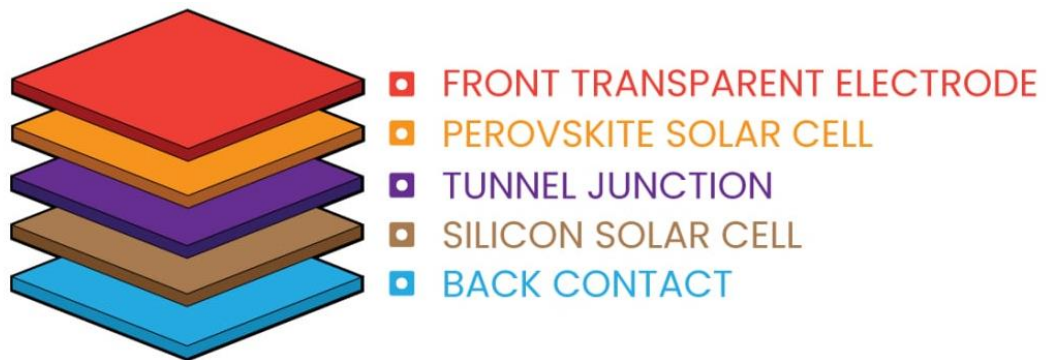 FRONT TRANSPARENT ELECTRODE
PEROVSKITE SOLAR CELL
TUNNEL JUNCTION
SILICON SOLAR CELL
BACK CONTACT